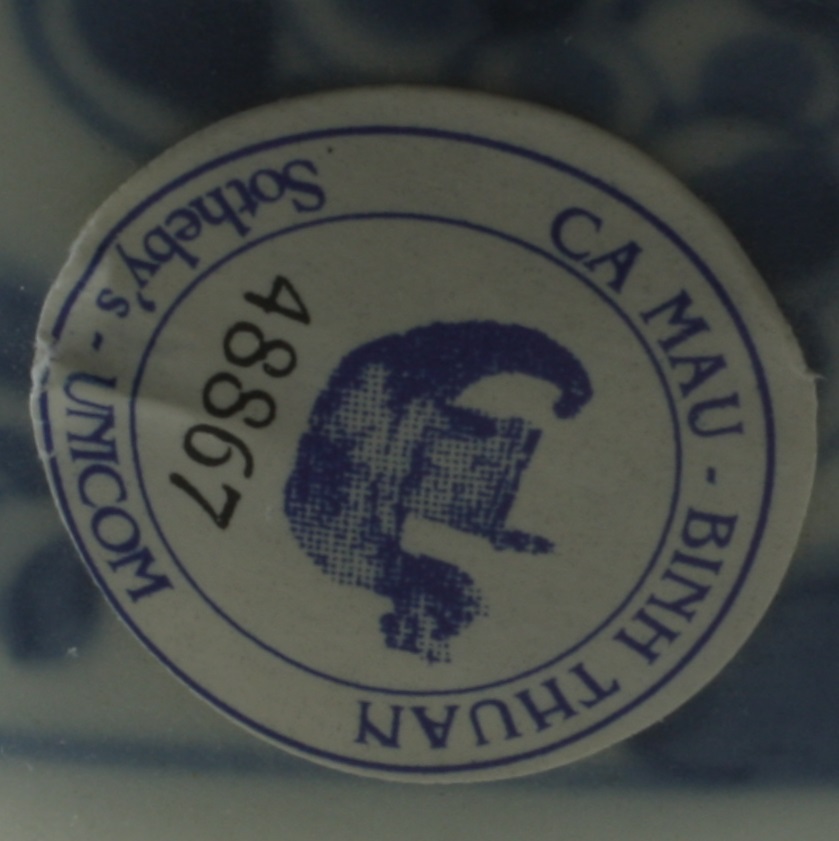 CA MAU - BINH THUAN
48867
Sotheby's - UNICOM